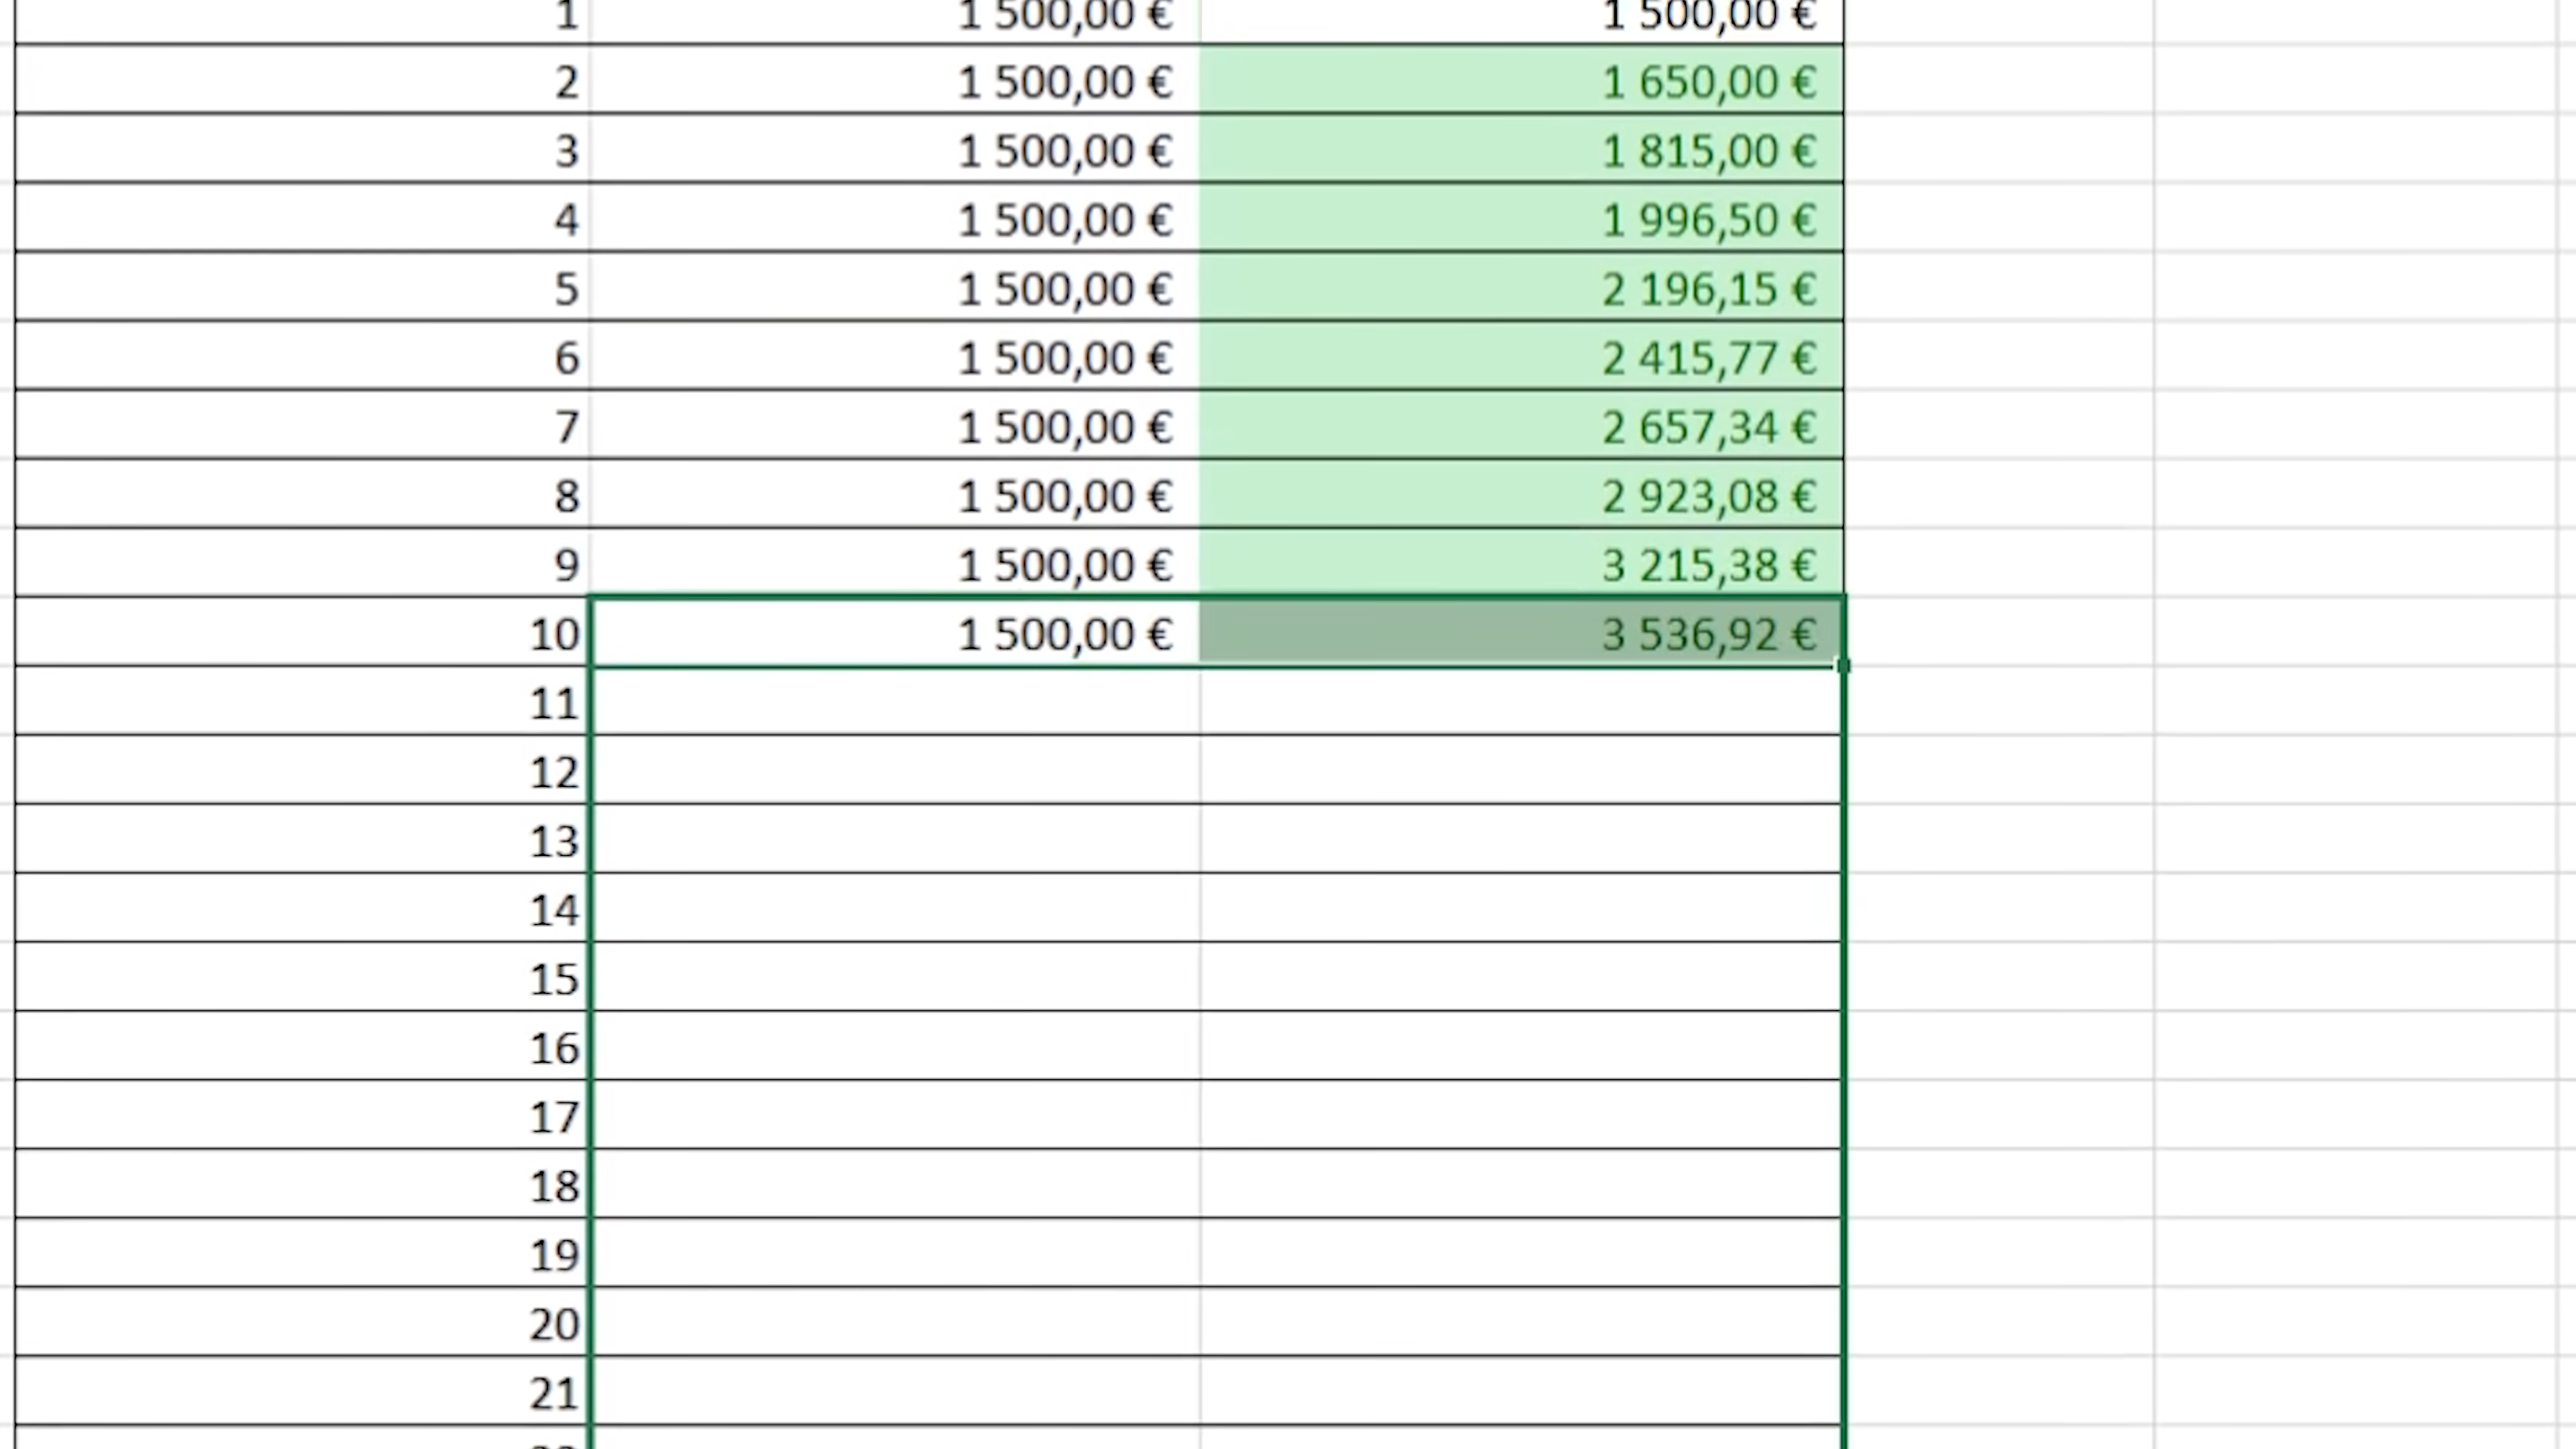 1 1 500,00 € 1 500,00 €
2 1 500,00 € 1 650,00 €
3 1 500,00 € 1 815,00 €
4 1 500,00 € 1 996,50 €
5 1 500,00 € 2 196,15 €
6 1 500,00 € 2 415,77 €
7 1 500,00 € 2 657,34 €
8 1 500,00 € 2 923,08 €
9 1 500,00 € 3 215,38 €
10 1 500,00 € 3 536,92 €
11
12
13
14
15
16
17
18
19
20
21